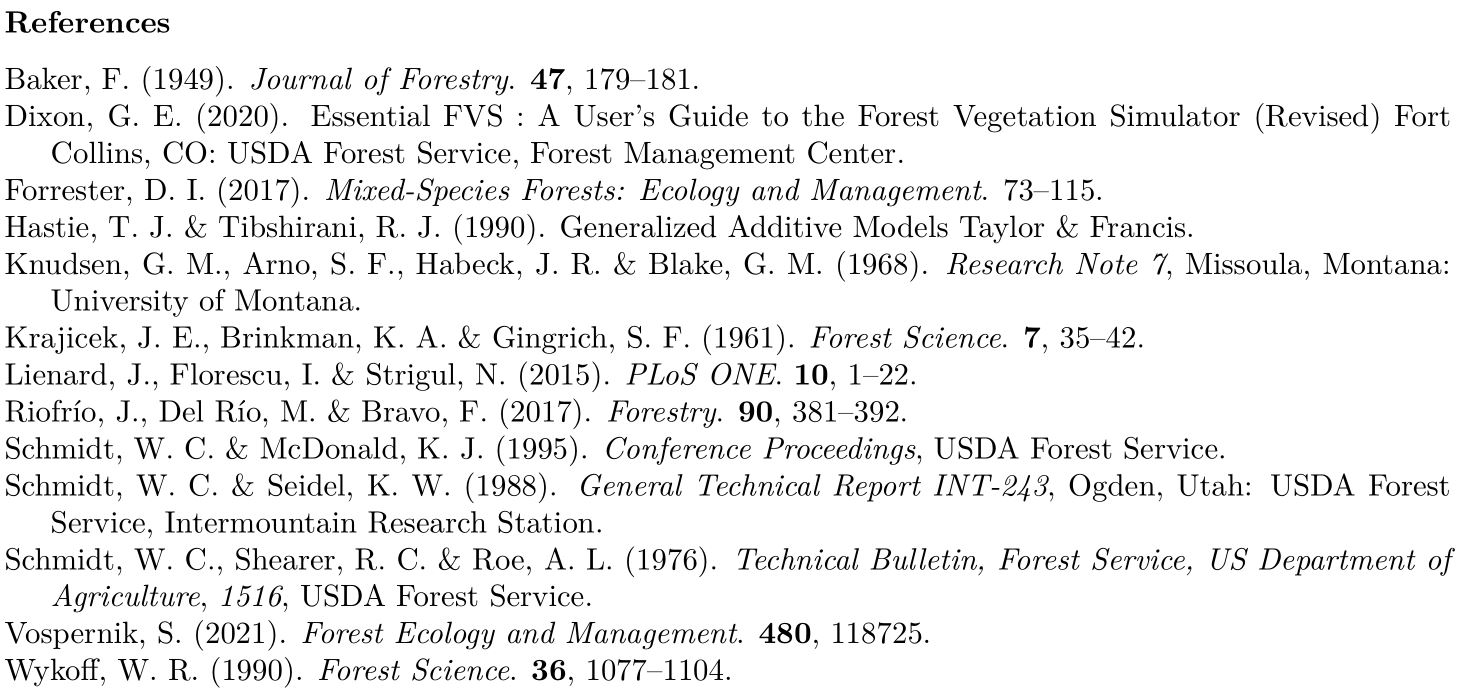 References
Baker, F. (1949). Journal of Forestry. 47, 179–181.
Dixon, G. E. (2020). Essential FVS : A User's Guide to the Forest Vegetation Simulator (Revised) Fort
Collins, CO: USDA Forest Service, Forest Management Center.
Forrester, D. I. (2017). Mixed-Species Forests: Ecology and Management. 73–115.
Hastie, T. J. & Tibshirani, R. J. (1990). Generalized Additive Models Taylor & Francis.
Knudsen, G. M., Arno, S. F., Habeck, J. R. & Blake, G. M. (1968). Research Note 7, Missoula, Montana:
University of Montana.
Krajicek, J. E., Brinkman, K. A. & Gingrich, S. F. (1961). Forest Science. 7, 35–42.
Lienard, J., Florescu, I. & Strigul, N. (2015). PLoS ONE. 10, 1–22.
Riofrío, J., Del Río, M. & Bravo, F. (2017). Forestry. 90, 381–392.
Schmidt, W. C. & McDonald, K. J. (1995). Conference Proceedings, USDA Forest Service.
Schmidt, W. C. & Seidel, K. W. (1988). General Technical Report INT-243, Ogden, Utah: USDA Forest
Service, Intermountain Research Station.
Schmidt, W. C., Shearer, R. C. & Roe, A. L. (1976). Technical Bulletin, Forest Service, US Department of
Agriculture, 1516, USDA Forest Service.
Vospernik, S. (2021). Forest Ecology and Management. 480, 118725.
Wykoff, W. R. (1990). Forest Science. 36, 1077–1104.